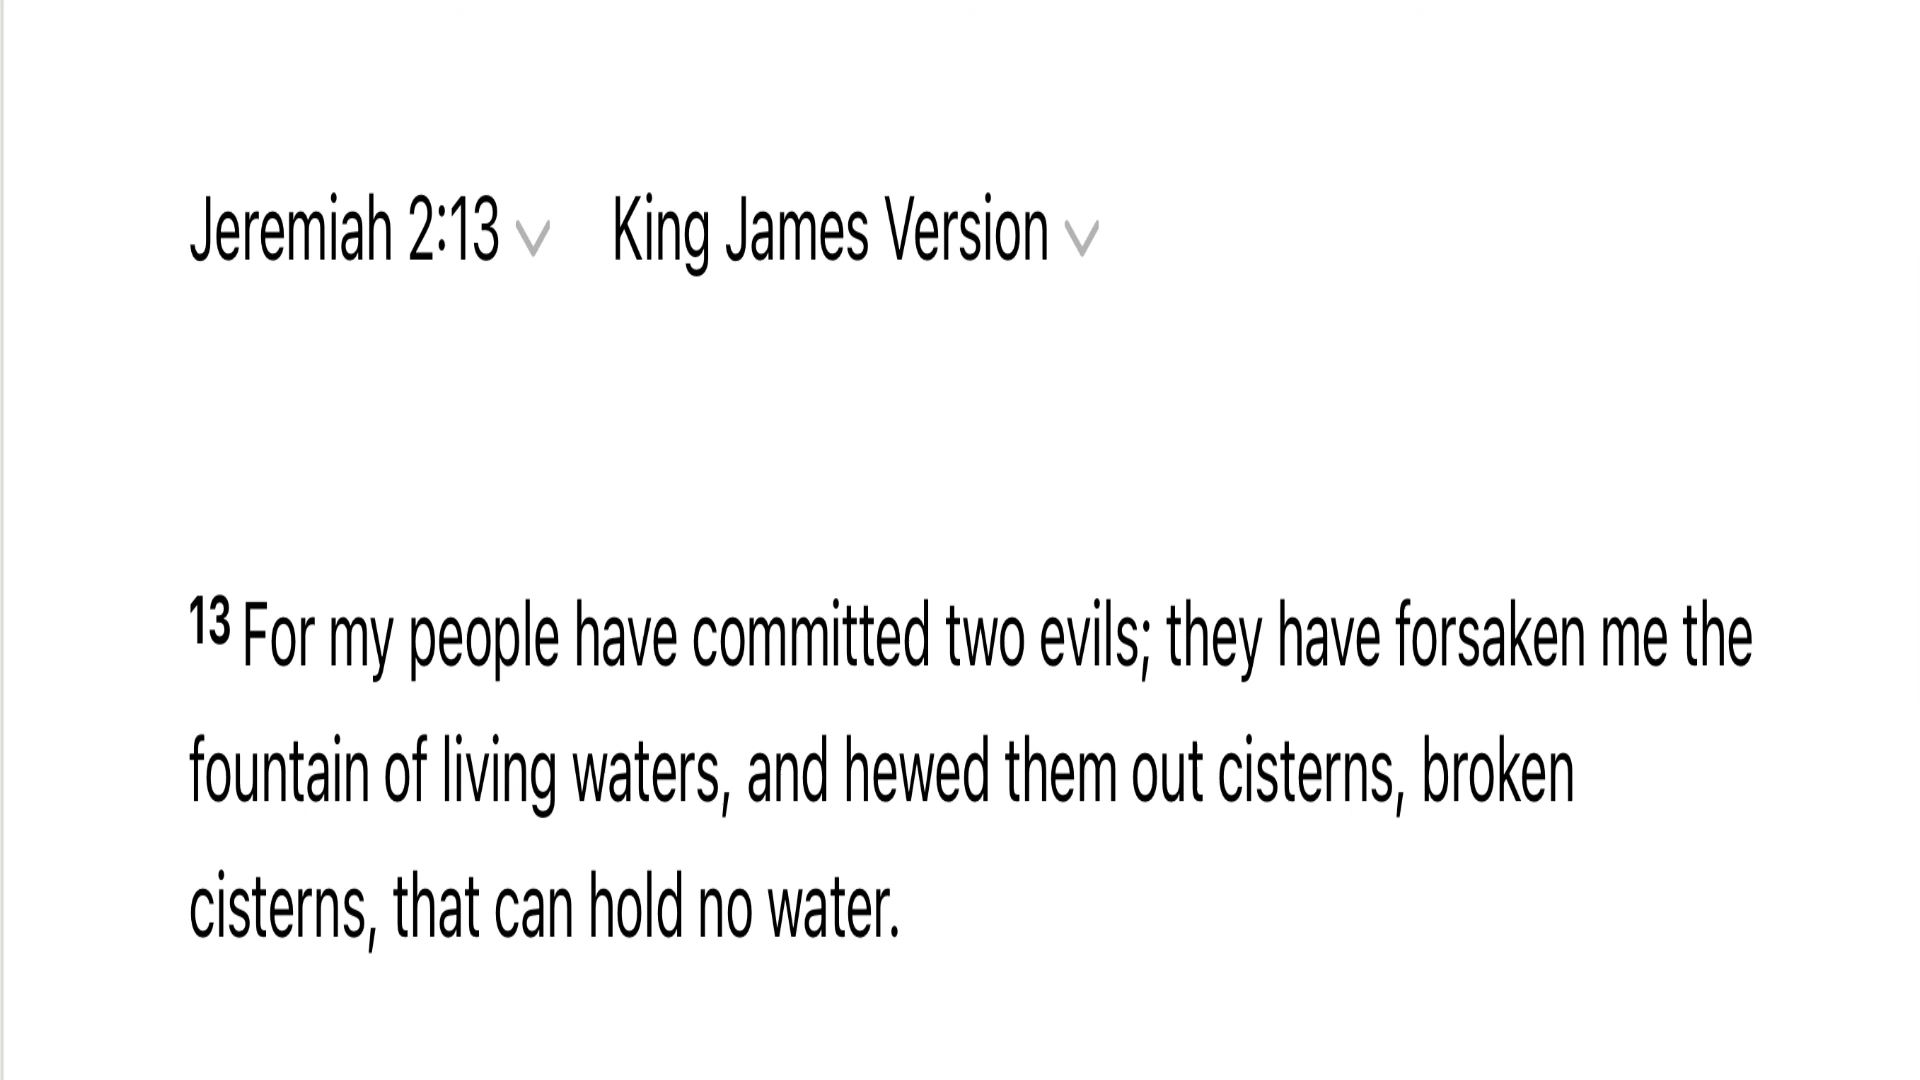 Jeremiah 2:13 King James Version
13 For my people have committed two evils; they have forsaken me the
fountain of living waters, and hewed them out cisterns, broken
cisterns, that can hold no water.